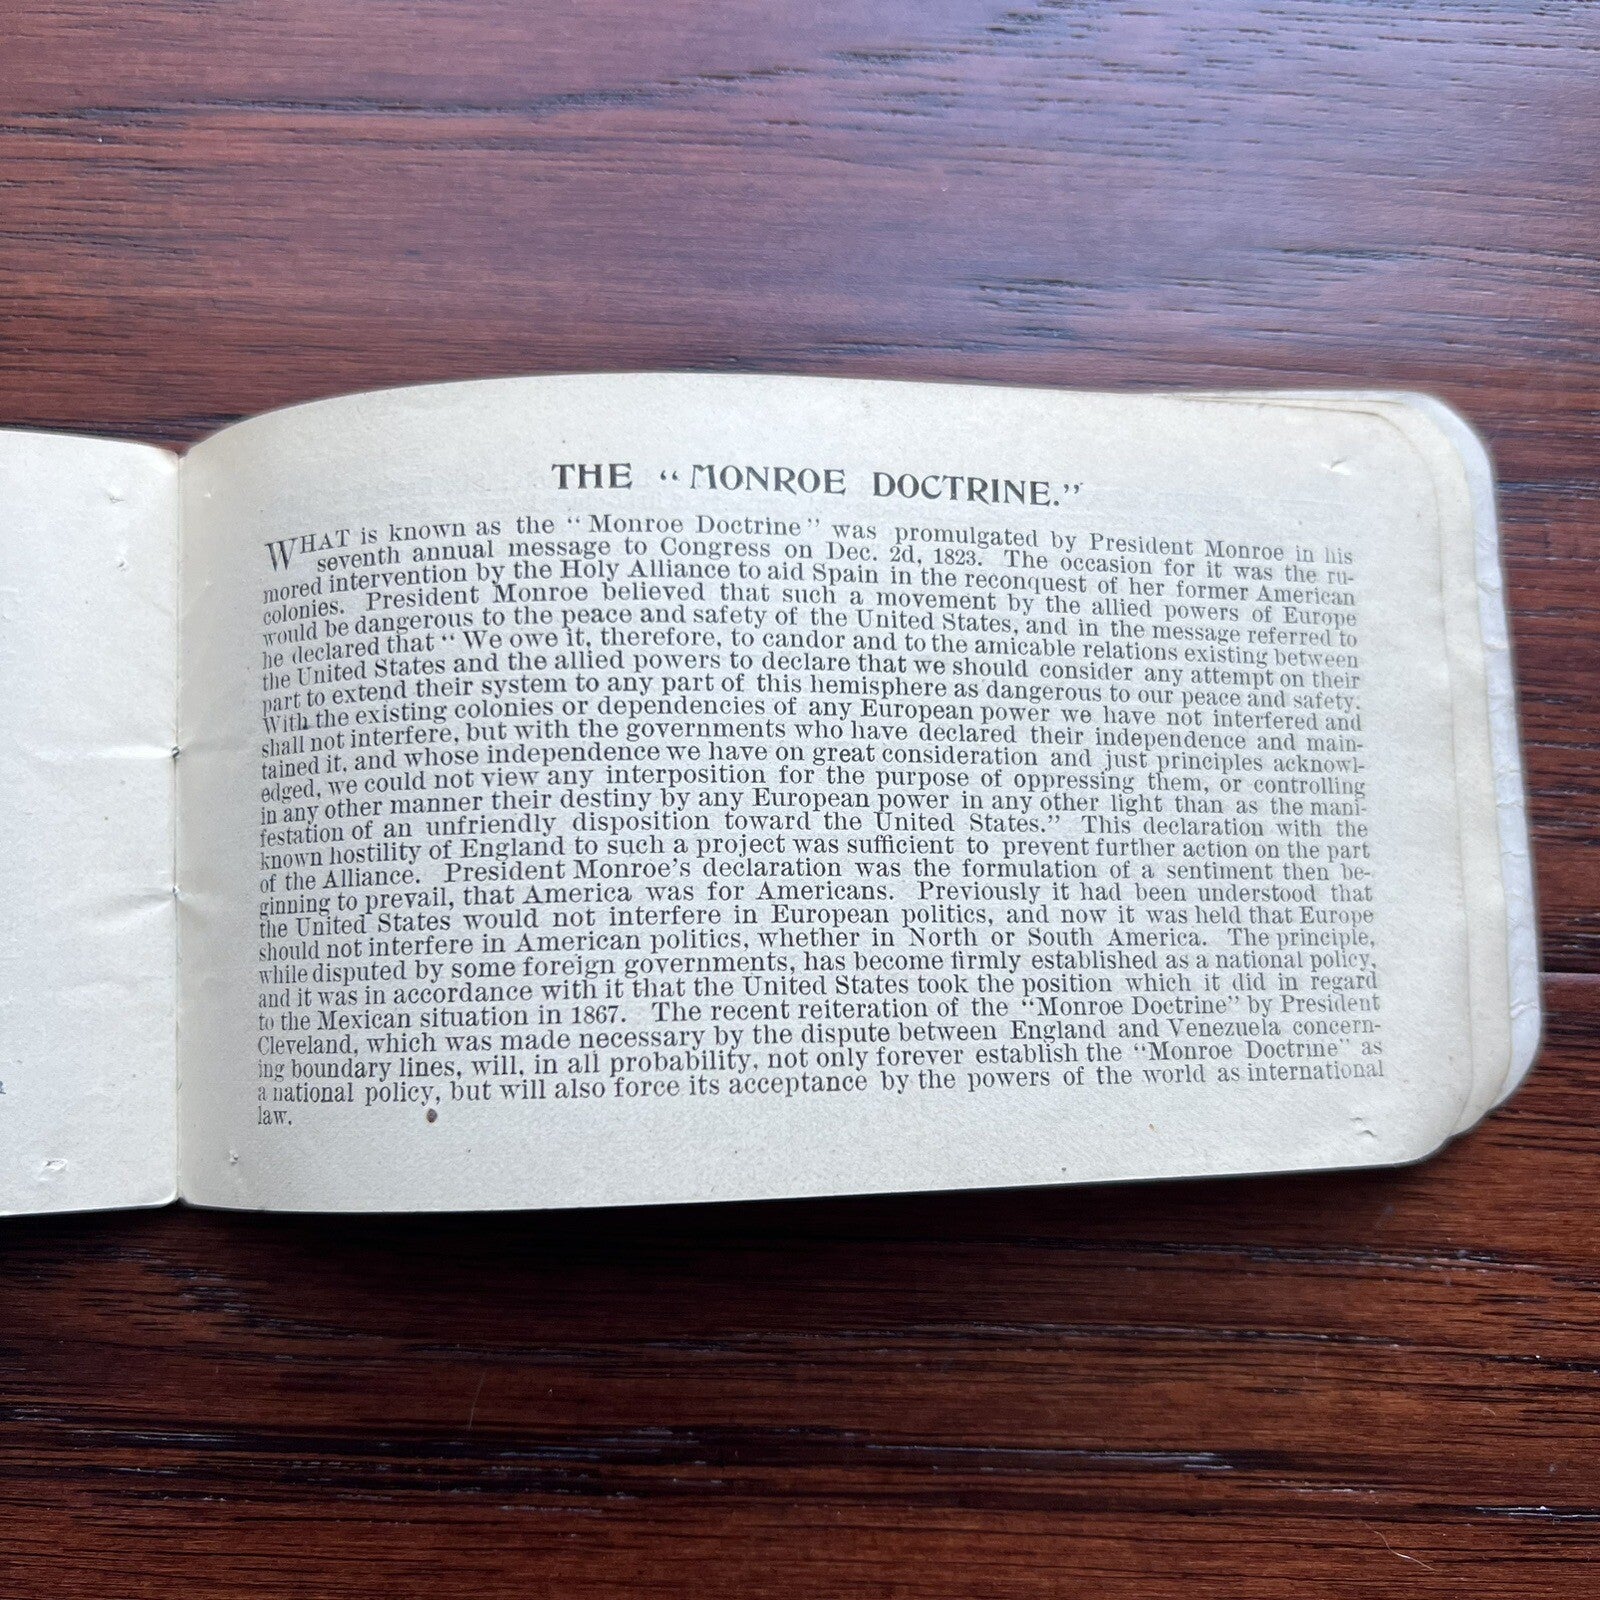 THE “MONROE DOCTRINE.”
WHAT is known as the “Monroe Doctrine” was promulgated by President Monroe in his
seventh annual message to Congress on Dec. 2d, 1823. The occasion for it was the ru-
mored intervention by the Holy Alliance to aid Spain in the reconquest of her former American
colonies. President Monroe believed that such a movement by the allied powers of Europe
would be dangerous to the peace and safety of the United States, and in the message referred to
he declared that “We owe it, therefore, to candor and to the amicable relations existing between
the United States and the allied powers to declare that we should consider any attempt on their
part to extend their system to any part of this hemisphere as dangerous to our peace and safety.
With the existing colonies or dependencies of any European power we have not interfered and
shall not interfere, but with the governments who have declared their independence and main-
tained it, and whose independence we have on great consideration and just principles acknowl-
edged, we could not view any interposition for the purpose of oppressing them, or controlling
in any other manner their destiny by any European power in any other light than as the mani-
festation of an unfriendly disposition toward the United States.” This declaration with the
known hostility of England to such a project was sufficient to prevent further action on the part
of the Alliance. President Monroe’s declaration was the formulation of a sentiment then be-
ginning to prevail, that America was for Americans. Previously it had been understood that
the United States would not interfere in European politics, and now it was held that Europe
should not interfere in American politics, whether in North or South America. The principle,
while disputed by some foreign governments, has become firmly established as a national policy,
and it was in accordance with it that the United States took the position which it did in regard
to the Mexican situation in 1867. The recent reiteration of the “Monroe Doctrine” by President
Cleveland, which was made necessary by the dispute between England and Venezuela concern-
ing boundary lines, will, in all probability, not only forever establish the “Monroe Doctrine” as
a national policy, but will also force its acceptance by the powers of the world as international
law.